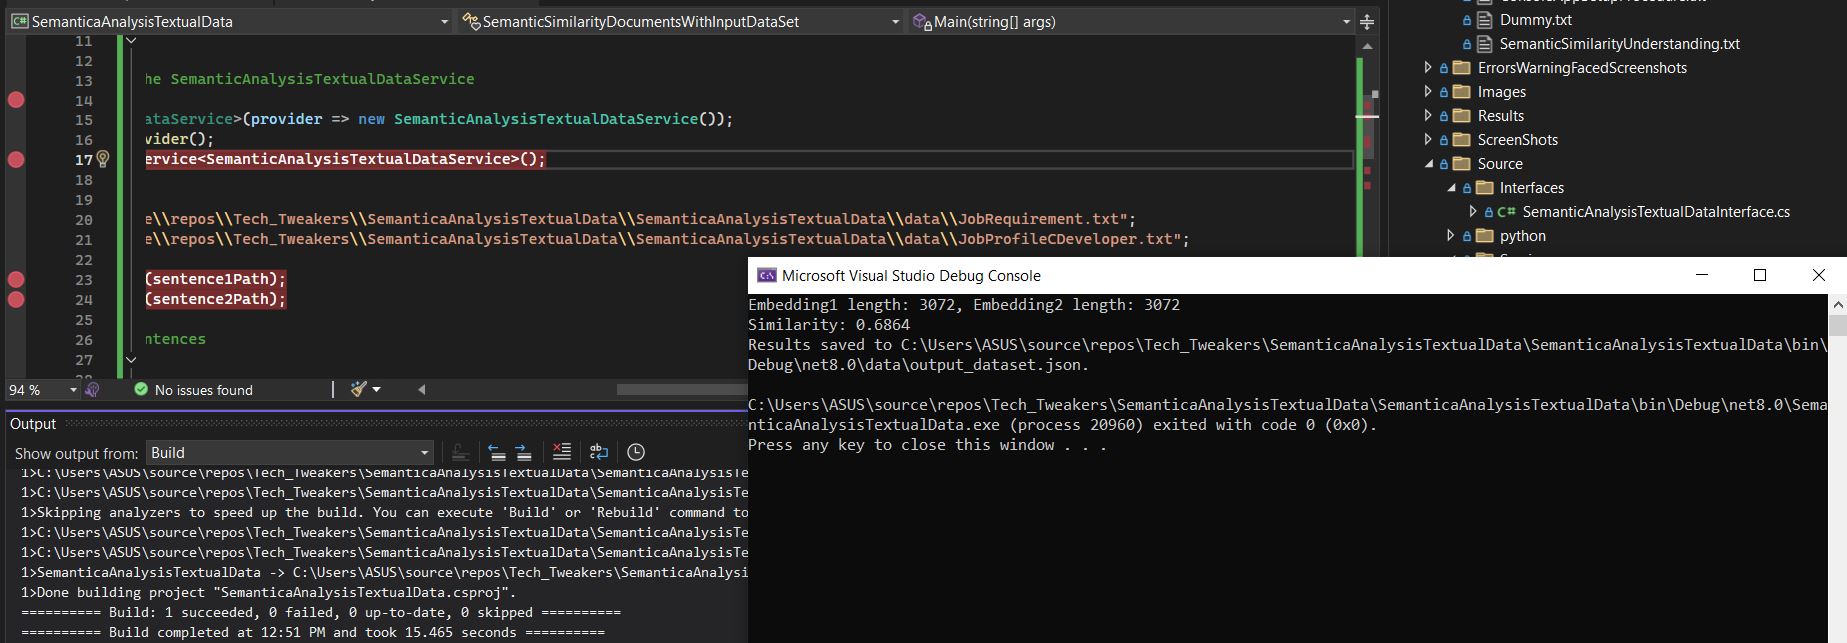 SemanticaAnalysisTextualData SemanticSimilarityDocumentsWithInputDataSet Main(string[] args)
11
12
13 he SemanticAnalysisTextualDataService
14
15 ataService>(provider => new SemanticAnalysisTextualDataService());
16 vider();
17 ervice<SemanticAnalysisTextualDataService>();
18
19
20 e\\repos\\Tech_Tweakers\\SemanticaAnalysisTextualData\\SemanticaAnalysisTextualData\\data\\JobRequirement.txt";
21 e\\repos\\Tech_Tweakers\\SemanticaAnalysisTextualData\\SemanticaAnalysisTextualData\\data\\JobProfileCDeveloper.txt";
22
23 (sentence1Path);
24 (sentence2Path);
25
26 ntences
27
94 % No issues found
Output
Show output from: Build
1>C:\Users\ASUS\source\repos\Tech_Tweakers\SemanticaAnalysisTextualData\SemanticaAnalysisTe
1>C:\Users\ASUS\source\repos\Tech_Tweakers\SemanticaAnalysisTextualData\SemanticaAnalysisTe
1>Skipping analyzers to speed up the build. You can execute 'Build' or 'Rebuild' command to
1>C:\Users\ASUS\source\repos\Tech_Tweakers\SemanticaAnalysisTextualData\SemanticaAnalysisTe
1>C:\Users\ASUS\source\repos\Tech_Tweakers\SemanticaAnalysisTextualData\SemanticaAnalysisTe
1>SemanticaAnalysisTextualData -> C:\Users\ASUS\source\repos\Tech_Tweakers\SemanticaAnalysi
1>Done building project "SemanticaAnalysisTextualData.csproj".
========== Build: 1 succeeded, 0 failed, 0 up-to-date, 0 skipped ==========
========== Build completed at 12:51 PM and took 15.465 seconds ==========
Dummy.txt
SemanticSimilarityUnderstanding.txt
ErrorsWarningFacedScreenshots
Images
Results
ScreenShots
Source
Interfaces
C# SemanticAnalysisTextualDataInterface.cs
python
Microsoft Visual Studio Debug Console
Embedding1 length: 3072, Embedding2 length: 3072
Similarity: 0.6864
Results saved to C:\Users\ASUS\source\repos\Tech_Tweakers\SemanticaAnalysisTextualData\SemanticaAnalysisTextualData\bin\
Debug\net8.0\data\output_dataset.json.
C:\Users\ASUS\source\repos\Tech_Tweakers\SemanticaAnalysisTextualData\SemanticaAnalysisTextualData\bin\Debug\net8.0\Sema
nticaAnalysisTextualData.exe (process 20960) exited with code 0 (0x0).
Press any key to close this window . . .